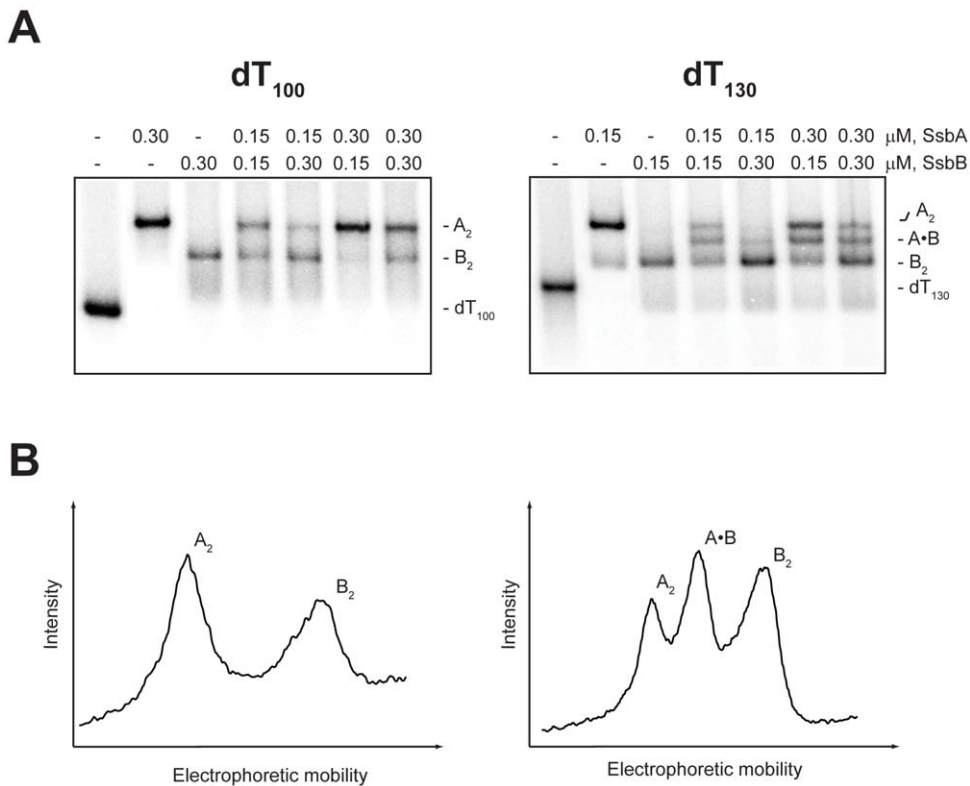 A
dT100
- 0.30 - 0.15 0.15 0.30 0.30
- - 0.30 0.15 0.30 0.15 0.30
- A2
- B2
- dT100
dT130
- 0.15 - 0.15 0.15 0.30 0.30 μM, SsbA
- - 0.15 0.15 0.30 0.15 0.30 μM, SsbB
A2
- A•B
- B2
- dT130
B
Intensity
A2
B2
Electrophoretic mobility
Intensity
A2
A•B
B2
Electrophoretic mobility